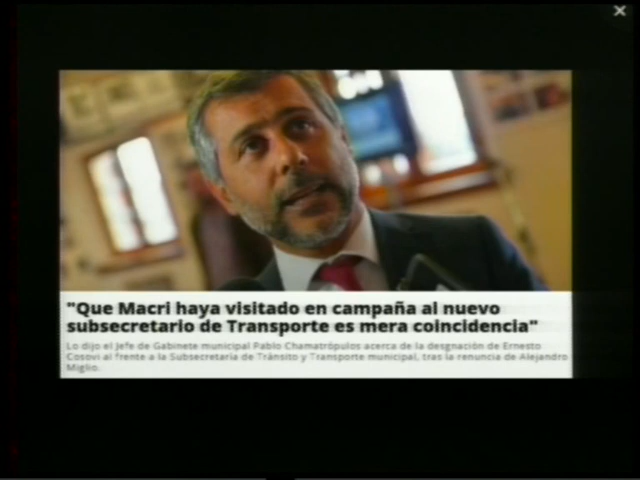 "Que Macri haya visitado en campaña al nuevo
subsecretario de Transporte es mera coincidencia"
Lo dijo el Jefe de Gabinete municipal Pablo Chamatrópulos acerca de la desgnación de Ernesto
Cosovi al frente a la Subsecretaría de Tránsito y Transporte municipal, tras la renuncia de Alejandro
Miglio.